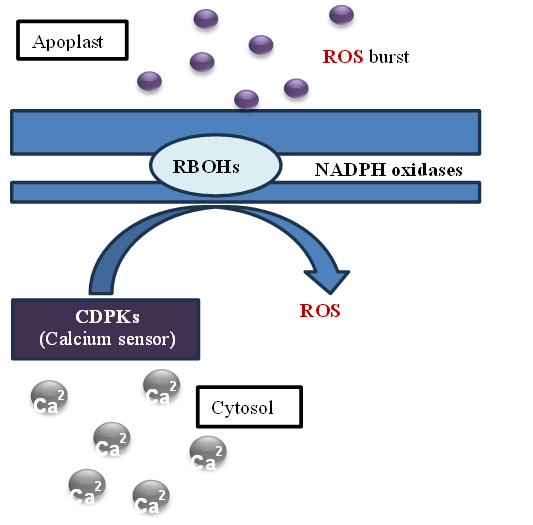 Apoplast
ROS burst
RBOHs
NADPH oxidases
CDPKs
(Calcium sensor)
ROS
Ca2
Ca2
Cytosol
Ca2
Ca2
Ca2
Ca2